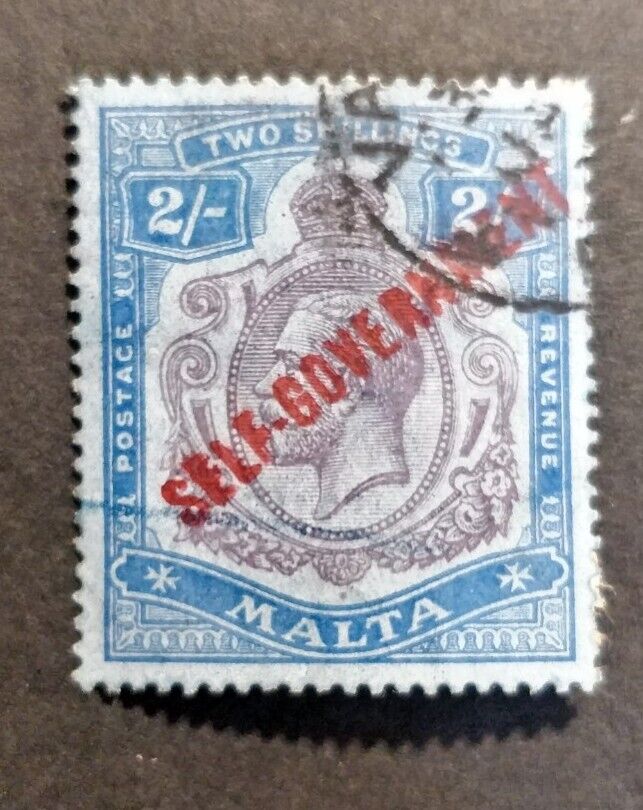 TWO SHILLINGS
2/-
2
POSTAGE
REVENUE
SELF-GOVERNMENT
MALTA